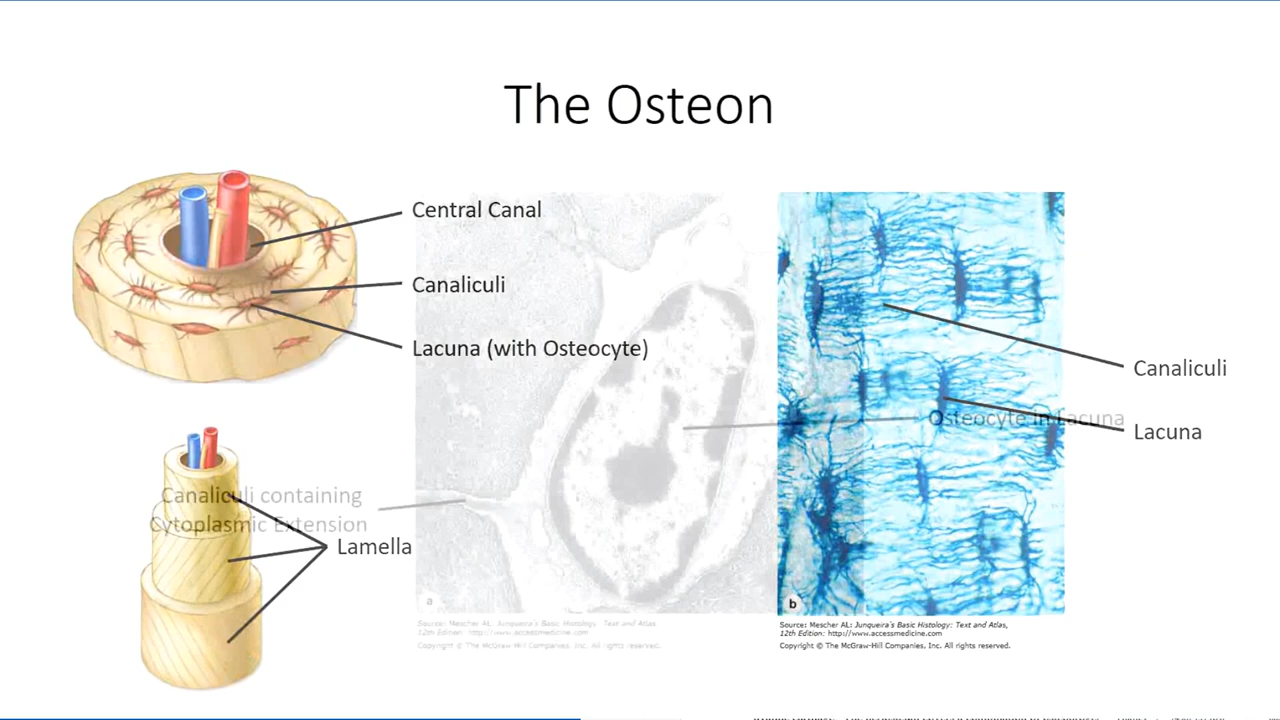 The Osteon
Central Canal
Canaliculi
Lacuna (with Osteocyte)
Canaliculi
Osteocyte in Lacuna
Lacuna
Canaliculi containing
Cytoplasmic Extension
Lamella
a
b
Source: Mescher AL: Junqueira's Basic Histology: Text and Atlas,
12th Edition: http://www.accessmedicine.com
Copyright © The McGraw-Hill Companies, Inc. All rights reserved.
Source: Mescher AL: Junqueira's Basic Histology: Text and Atlas,
12th Edition: http://www.accessmedicine.com
Copyright © The McGraw-Hill Companies, Inc. All rights reserved.